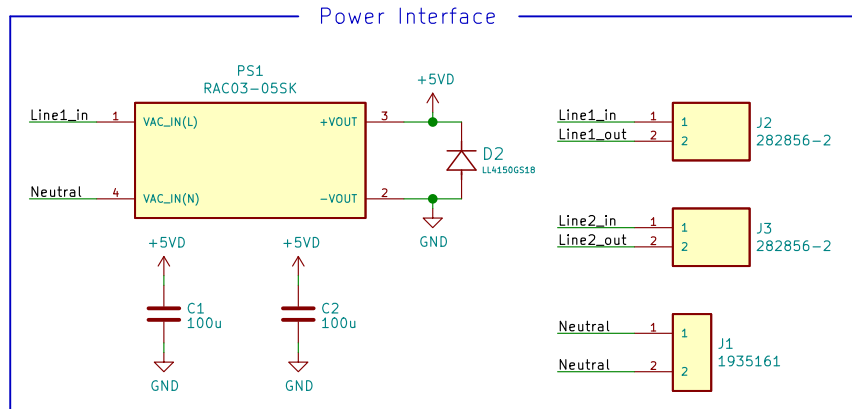 Power Interface
PS1
RAC03-05SK
Line1_in 1 VAC_IN(L) +VOUT 3
+5VD
Neutral 4 VAC_IN(N) -VOUT 2
D2
LL4150GS18
GND
+5VD
C1
100u
GND
+5VD
C2
100u
GND
Line1_in 1 1
Line1_out 2 2
J2
282856-2
Line2_in 1 1
Line2_out 2 2
J3
282856-2
Neutral 1 1
Neutral 2 2
J1
1935161